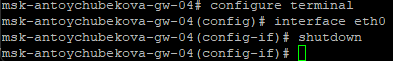 msk-antoychubekova-gw-04# configure terminal
msk-antoychubekova-gw-04(config)# interface eth0
msk-antoychubekova-gw-04(config-if)# shutdown
msk-antoychubekova-gw-04(config-if)#